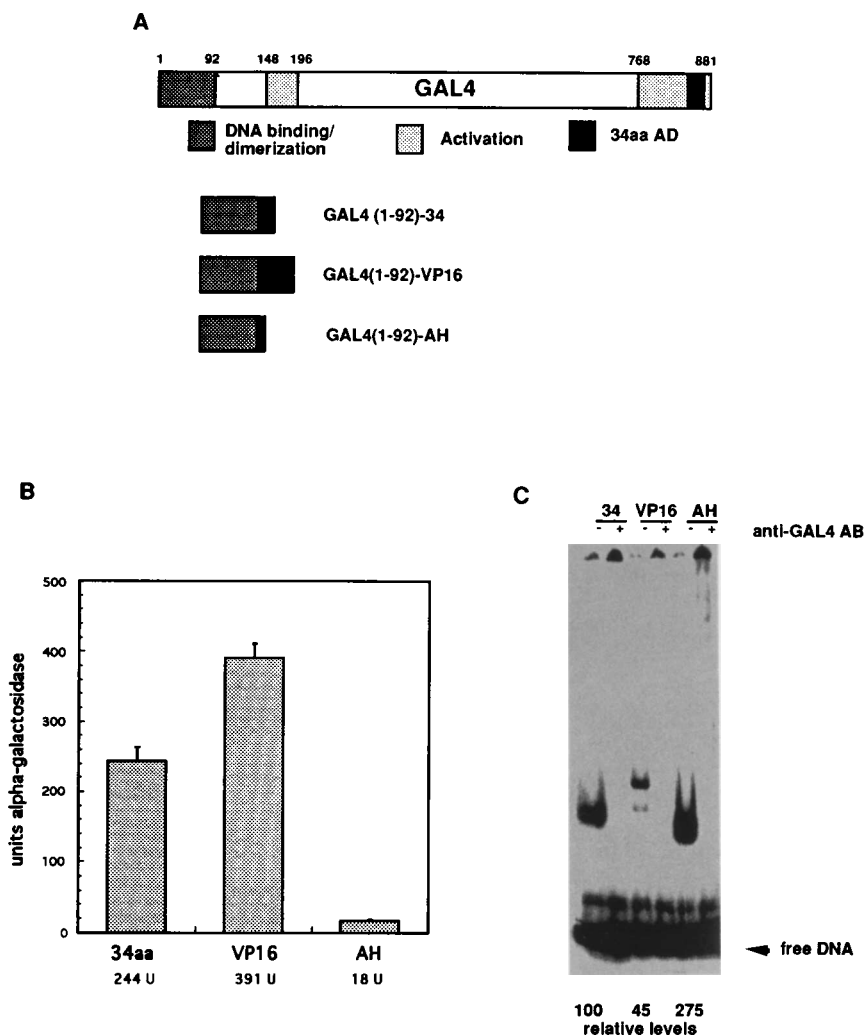 A
1 92 148 196 768 881
GAL4
DNA binding/
dimerization
Activation
34aa AD
GAL4 (1-92)-34
GAL4(1-92)-VP16
GAL4(1-92)-AH
B
units alpha-galactosidase
500
400
300
200
100
0
34aa VP16 AH
244 U 391 U 18 U
C
34 VP16 AH
- + - + - +
anti-GAL4 AB
free DNA
100 45 275
relative levels